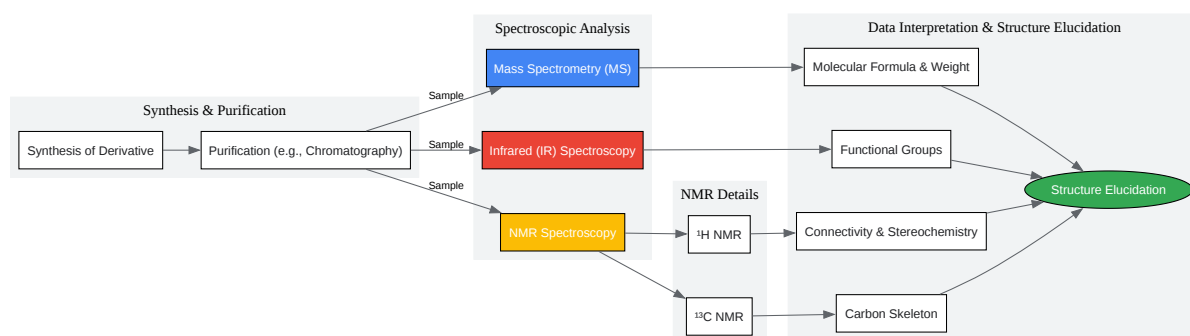 Spectroscopic Analysis
Data Interpretation & Structure Elucidation
Mass Spectrometry (MS)
Molecular Formula & Weight
Sample
Synthesis & Purification
Synthesis of Derivative
Purification (e.g., Chromatography)
Sample
Infrared (IR) Spectroscopy
Functional Groups
Sample
Structure Elucidation
NMR Details
NMR Spectroscopy
¹H NMR
Connectivity & Stereochemistry
¹³C NMR
Carbon Skeleton